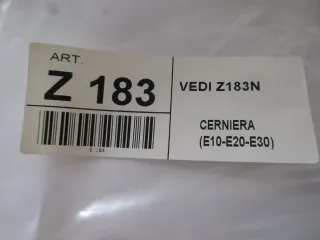 ART.
Z 183
VEDI Z183N
CERNIERA
(E10-E20-E30)